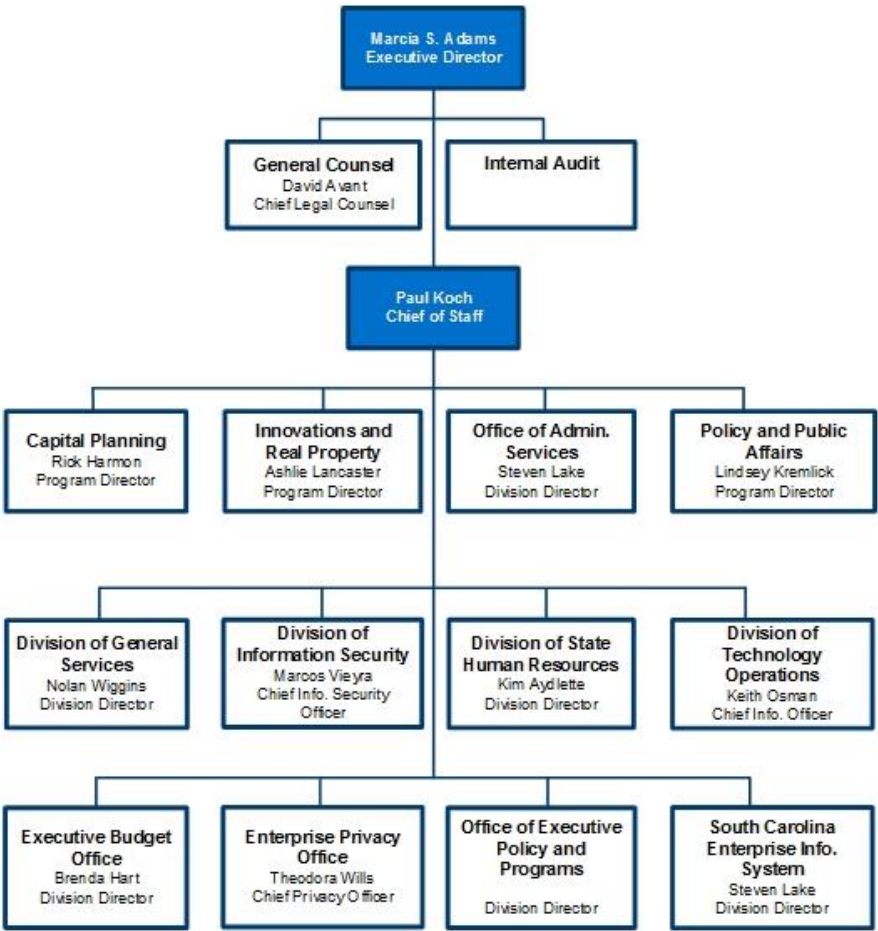 Marcia S. Adams
Executive Director
General Counsel
David Avant
Chief Legal Counsel
Internal Audit
Paul Koch
Chief of Staff
Capital Planning
Rick Harmon
Program Director
Innovations and
Real Property
Ashlie Lancaster
Program Director
Office of Admin.
Services
Steven Lake
Division Director
Policy and Public
Affairs
Lindsey Kremlick
Program Director
Division of General
Services
Nolan Wiggins
Division Director
Division of
Information Security
Marcos Vieyra
Chief Info. Security
Officer
Division of State
Human Resources
Kim Aydlette
Division Director
Division of
Technology
Operations
Keith Osman
Chief Info. Officer
Executive Budget
Office
Brenda Hart
Division Director
Enterprise Privacy
Office
Theodora Wills
Chief Privacy Officer
Office of Executive
Policy and
Programs
Division Director
South Carolina
Enterprise Info.
System
Steven Lake
Division Director